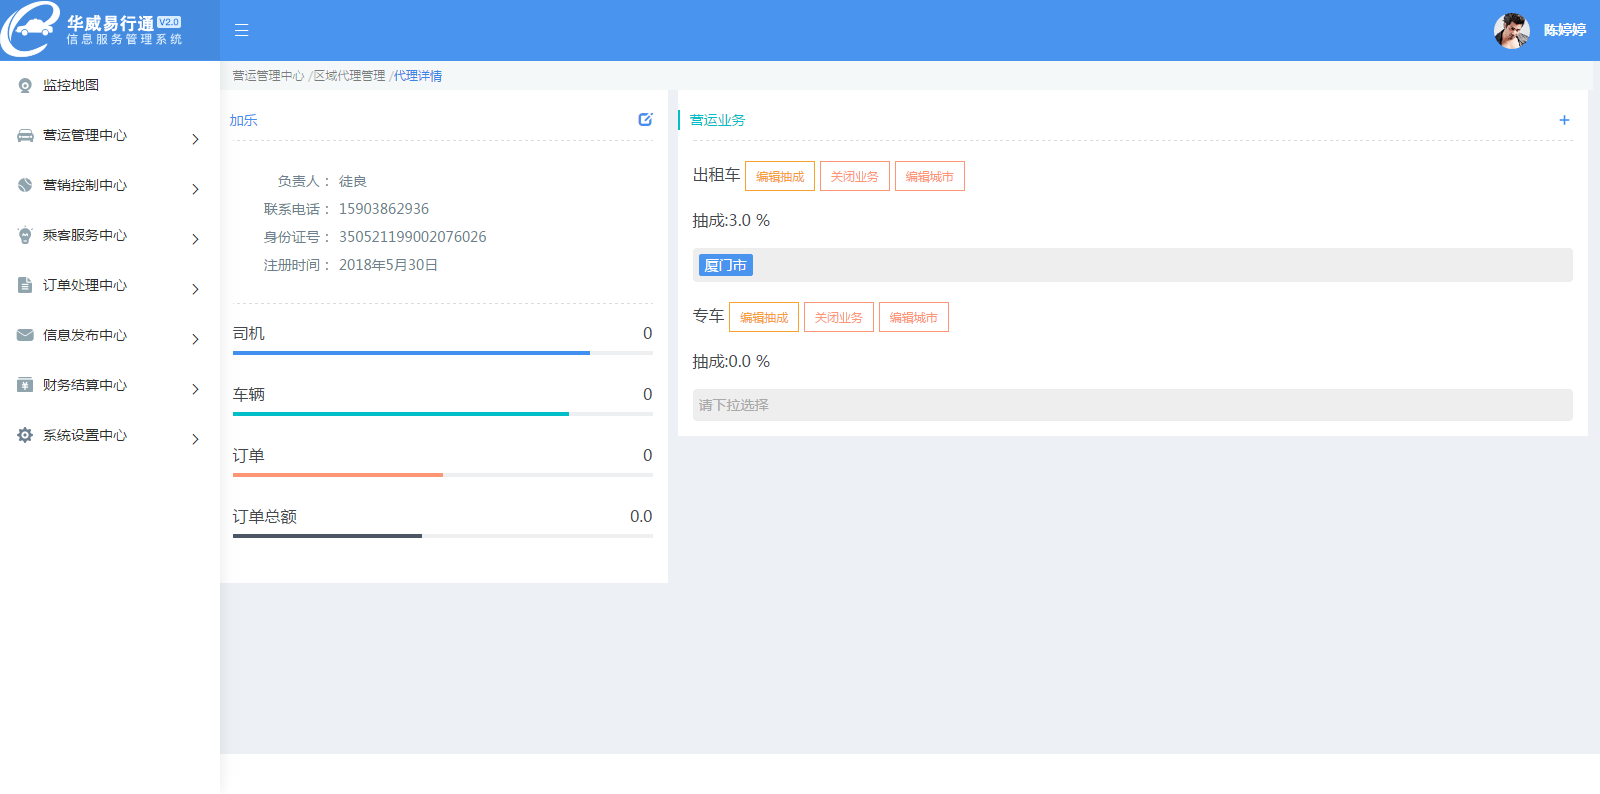 华威易行通 V2.0
信息服务管理系统
陈婷婷
监控地图
营运管理中心
营销控制中心
乘客服务中心
订单处理中心
信息发布中心
财务结算中心
系统设置中心
营运管理中心 /区域代理管理 /代理详情
加乐
负责人： 徒良
联系电话： 15903862936
身份证号： 350521199002076026
注册时间： 2018年5月30日
司机 0
车辆 0
订单 0
订单总额 0.0
营运业务 +
出租车 编辑抽成 关闭业务 编辑城市
抽成:3.0 %
厦门市
专车 编辑抽成 关闭业务 编辑城市
抽成:0.0 %
请下拉选择